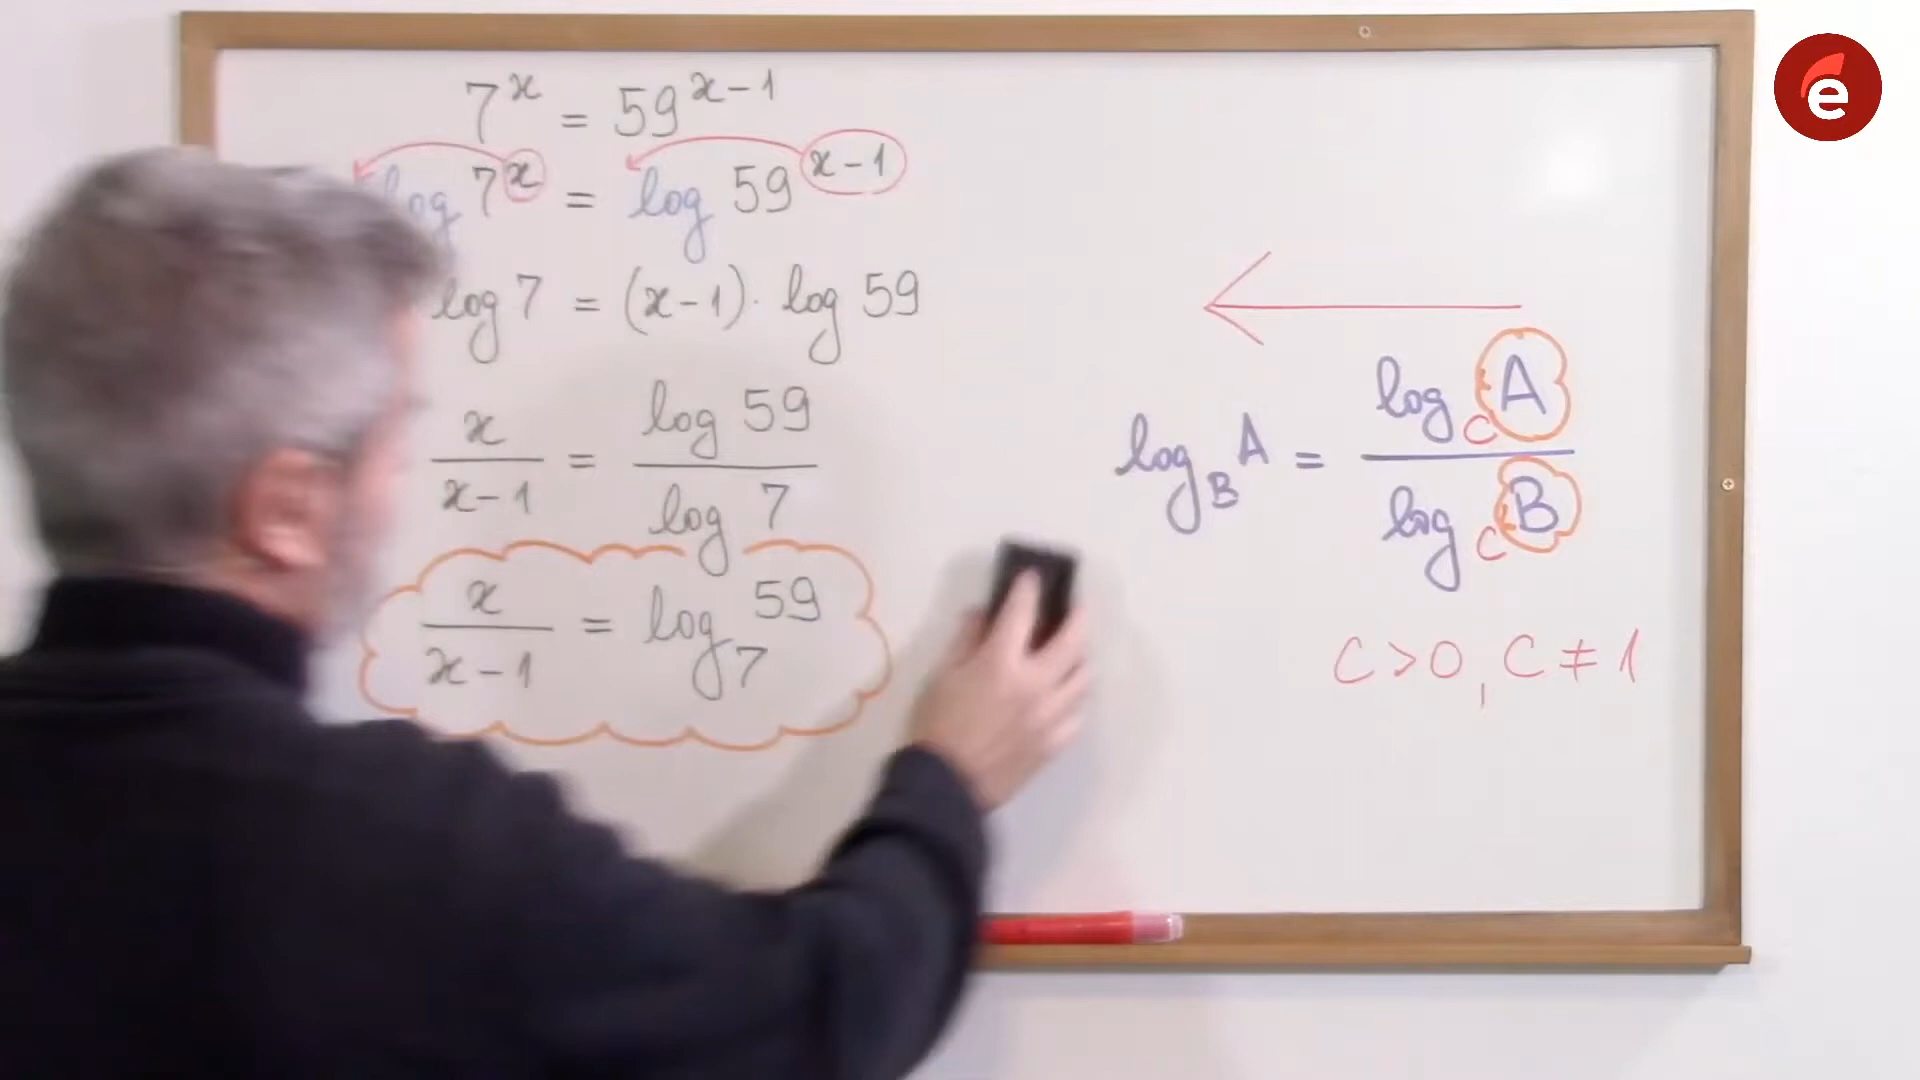 7^x = 59^(x-1)
log 7^x = log 59^(x-1)
log 7 = (x-1) · log 59
x/(x-1) = log 59 / log 7
x/(x-1) = log_7 59
log_B A = log_C A / log_C B
C>0, C≠1
e